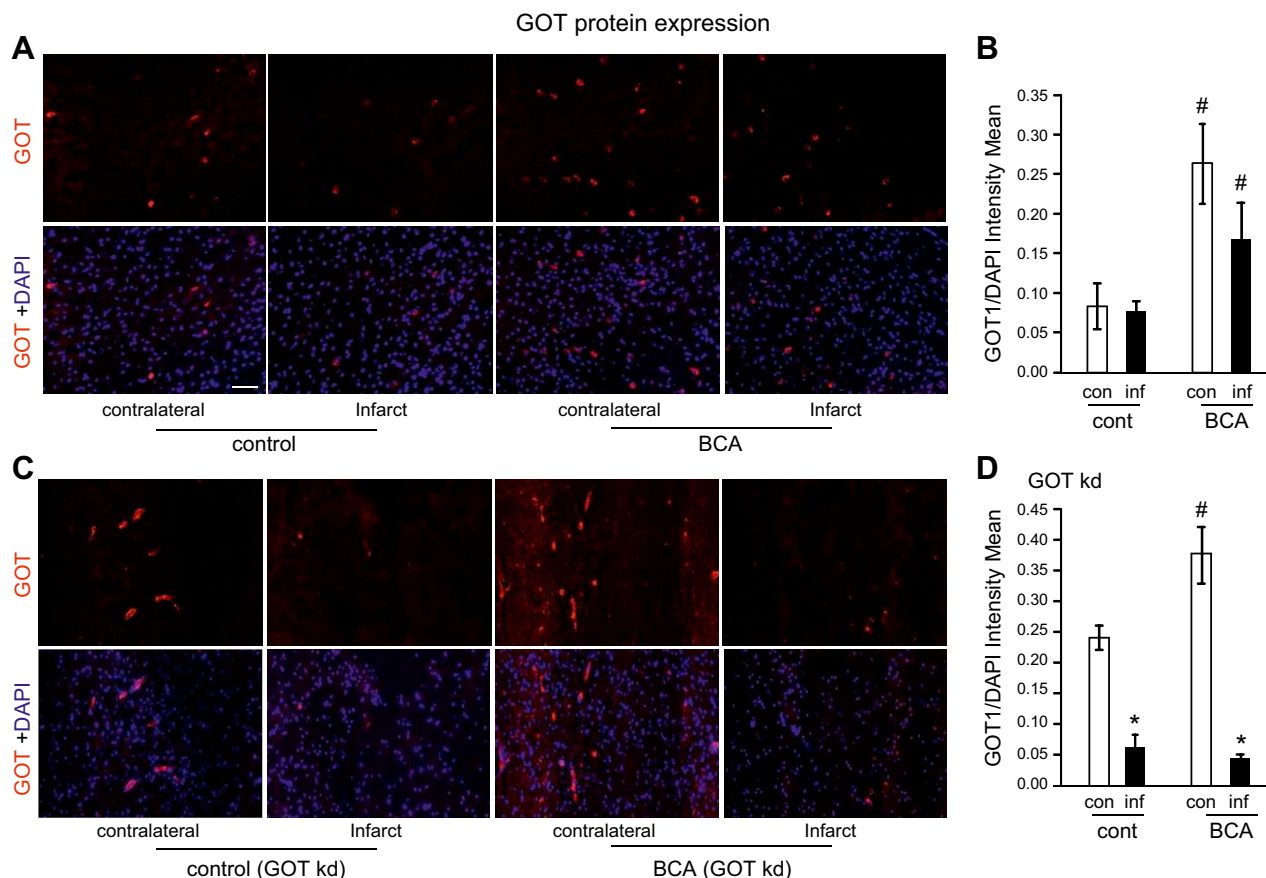 GOT protein expression
A
GOT
GOT +DAPI
contralateral
Infarct
contralateral
Infarct
control
BCA
B
GOT1/DAPI Intensity Mean
0.35
0.30
0.25
0.20
0.15
0.10
0.05
0.00
#
#
con
inf
con
inf
cont
BCA
C
GOT
GOT +DAPI
contralateral
Infarct
contralateral
Infarct
control (GOT kd)
BCA (GOT kd)
D
GOT kd
GOT1/DAPI Intensity Mean
0.45
0.40
0.35
0.30
0.25
0.20
0.15
0.10
0.05
0.00
#
*
*
con
inf
con
inf
cont
BCA